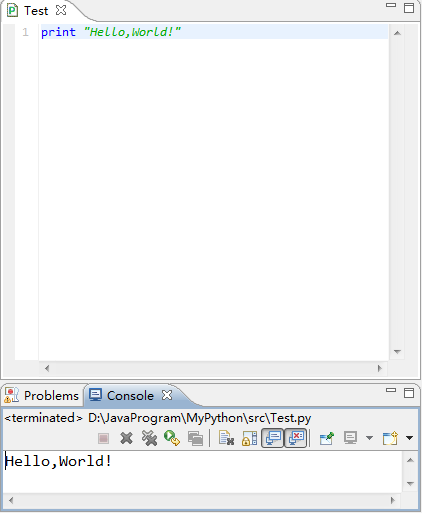 Test
1 print "Hello,World!"
Problems Console
<terminated> D:\JavaProgram\MyPython\src\Test.py
Hello,World!